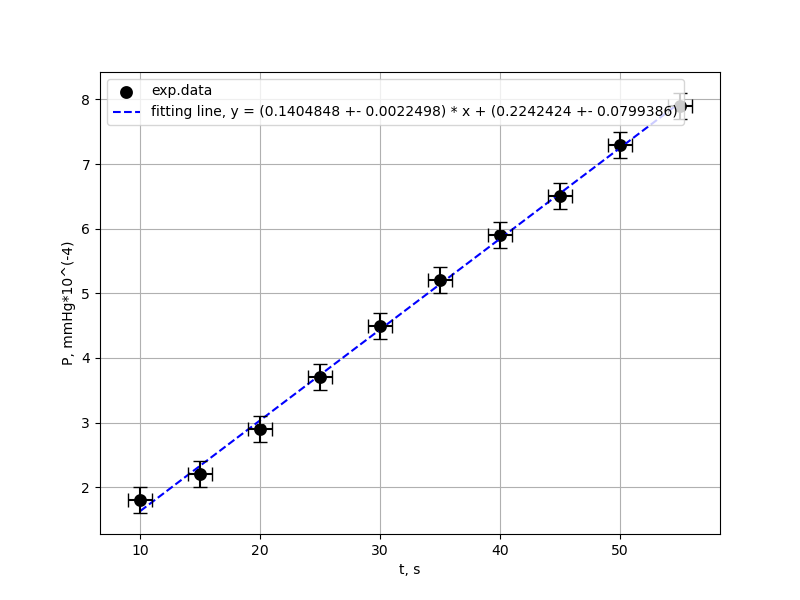 exp.data
fitting line, y = (0.1404848 +- 0.0022498) * x + (0.2242424 +- 0.0799386)
8
7
6
5
4
3
2
P, mmHg*10^(-4)
10 20 30 40 50
t, s